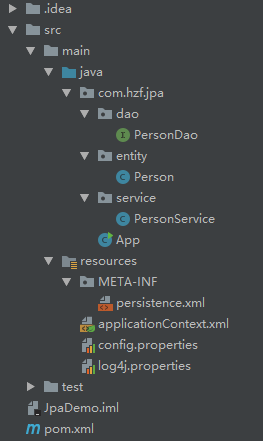 .idea
src
main
java
com.hzf.jpa
dao
PersonDao
entity
Person
service
PersonService
App
resources
META-INF
persistence.xml
applicationContext.xml
config.properties
log4j.properties
test
JpaDemo.iml
pom.xml